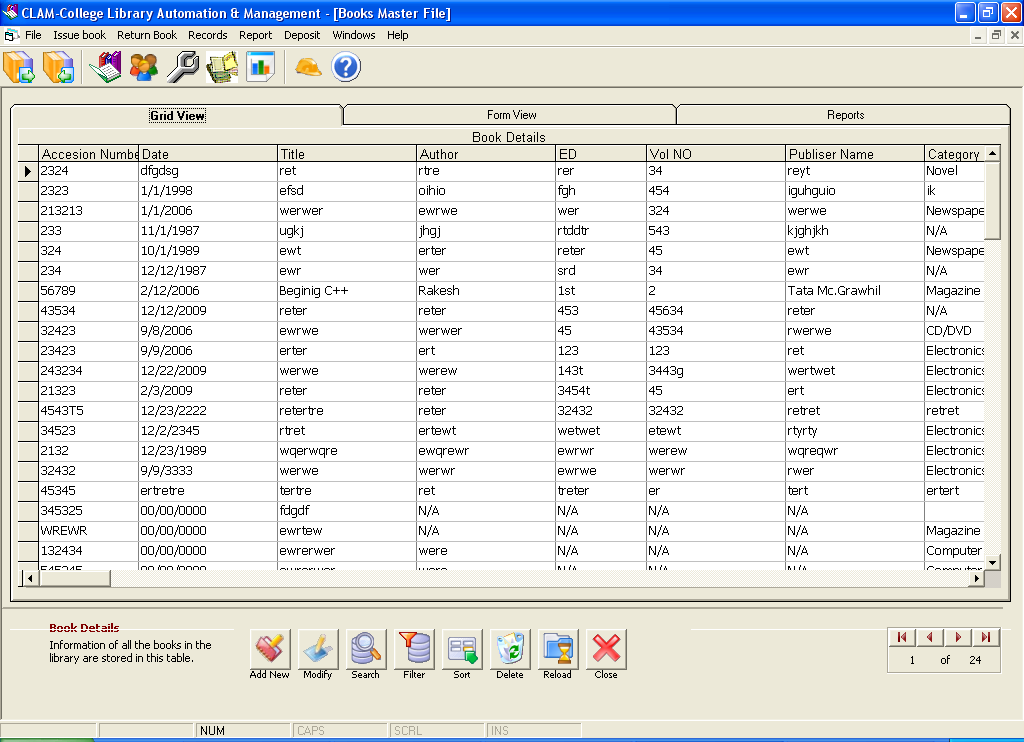 CLAM-College Library Automation & Management - [Books Master File]
File Issue book Return Book Records Report Deposit Windows Help
Grid View Form View Reports
Book Details
Accesion Numbe Date Title Author ED Vol NO Publiser Name Category
2324 dfgdsg ret rtre rer 34 reyt Novel
2323 1/1/1998 efsd oihio fgh 454 iguhguio ik
213213 1/1/2006 werwer ewrwe wer 324 werwe Newspape
233 11/1/1987 ugkj jhgj rtddtr 543 kjghjkh N/A
324 10/1/1989 ewt erter reter 45 ewt Newspape
234 12/12/1987 ewr wer srd 34 ewr N/A
56789 2/12/2006 Beginig C++ Rakesh 1st 2 Tata Mc.Grawhil Magazine
43534 12/12/2009 reter reter 453 45634 reter N/A
32423 9/8/2006 ewrwe werwer 45 43534 rwerwe CD/DVD
23423 9/9/2006 erter ert 123 123 ret Electronics
243234 12/22/2009 werwe werew 143t 3443g wertwet Electronics
21323 2/3/2009 reter reter 3454t 45 ert Electronics
4543T5 12/23/2222 retertre reter 32432 32432 retret retret
34523 12/2/2345 rtret ertewt wetwet etewt rtyrty Electronics
2132 12/23/1989 wqerwqre ewqrewr ewrwr werew wqreqwr Electronics
32432 9/9/3333 werwe werwr ewrwe werwr rwer Electronics
45345 ertretre tertre ret treter er tert ertert
345325 00/00/0000 fdgdf N/A N/A N/A N/A
WREWR 00/00/0000 ewrtew N/A N/A N/A N/A Magazine
132434 00/00/0000 ewrerwer were N/A N/A N/A Computer
Book Details
Information of all the books in the
library are stored in this table.
Add New Modify Search Filter Sort Delete Reload Close
1 of 24
NUM CAPS SCRL INS